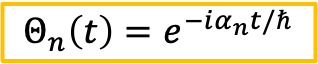 Θₙ(t) = e^{-iαₙt/ħ}